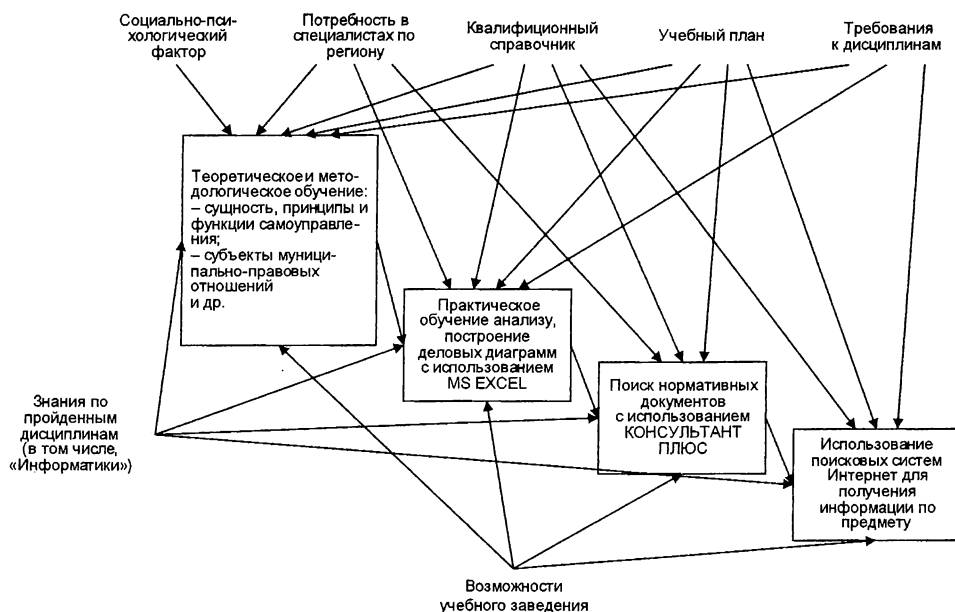 Социально-пси-
хологический
фактор
Потребность в
специалистах по
региону
Квалифиционный
справочник
Учебный план
Требования
к дисциплинам
Теоретическое и мето-
дологическое обучение:
– сущность, принципы и
функции самоуправле-
ния;
– субъекты муници-
пально-правовых
отношений
и др.
Практическое
обучение анализу,
построение
деловых диаграмм
с использованием
MS EXCEL
Поиск нормативных
документов
с использованием
КОНСУЛЬТАНТ
ПЛЮС
Использование
поисковых систем
Интернет для
получения
информации по
предмету
Знания по
пройденным
дисциплинам
(в том числе,
«Информатики»)
Возможности
учебного заведения